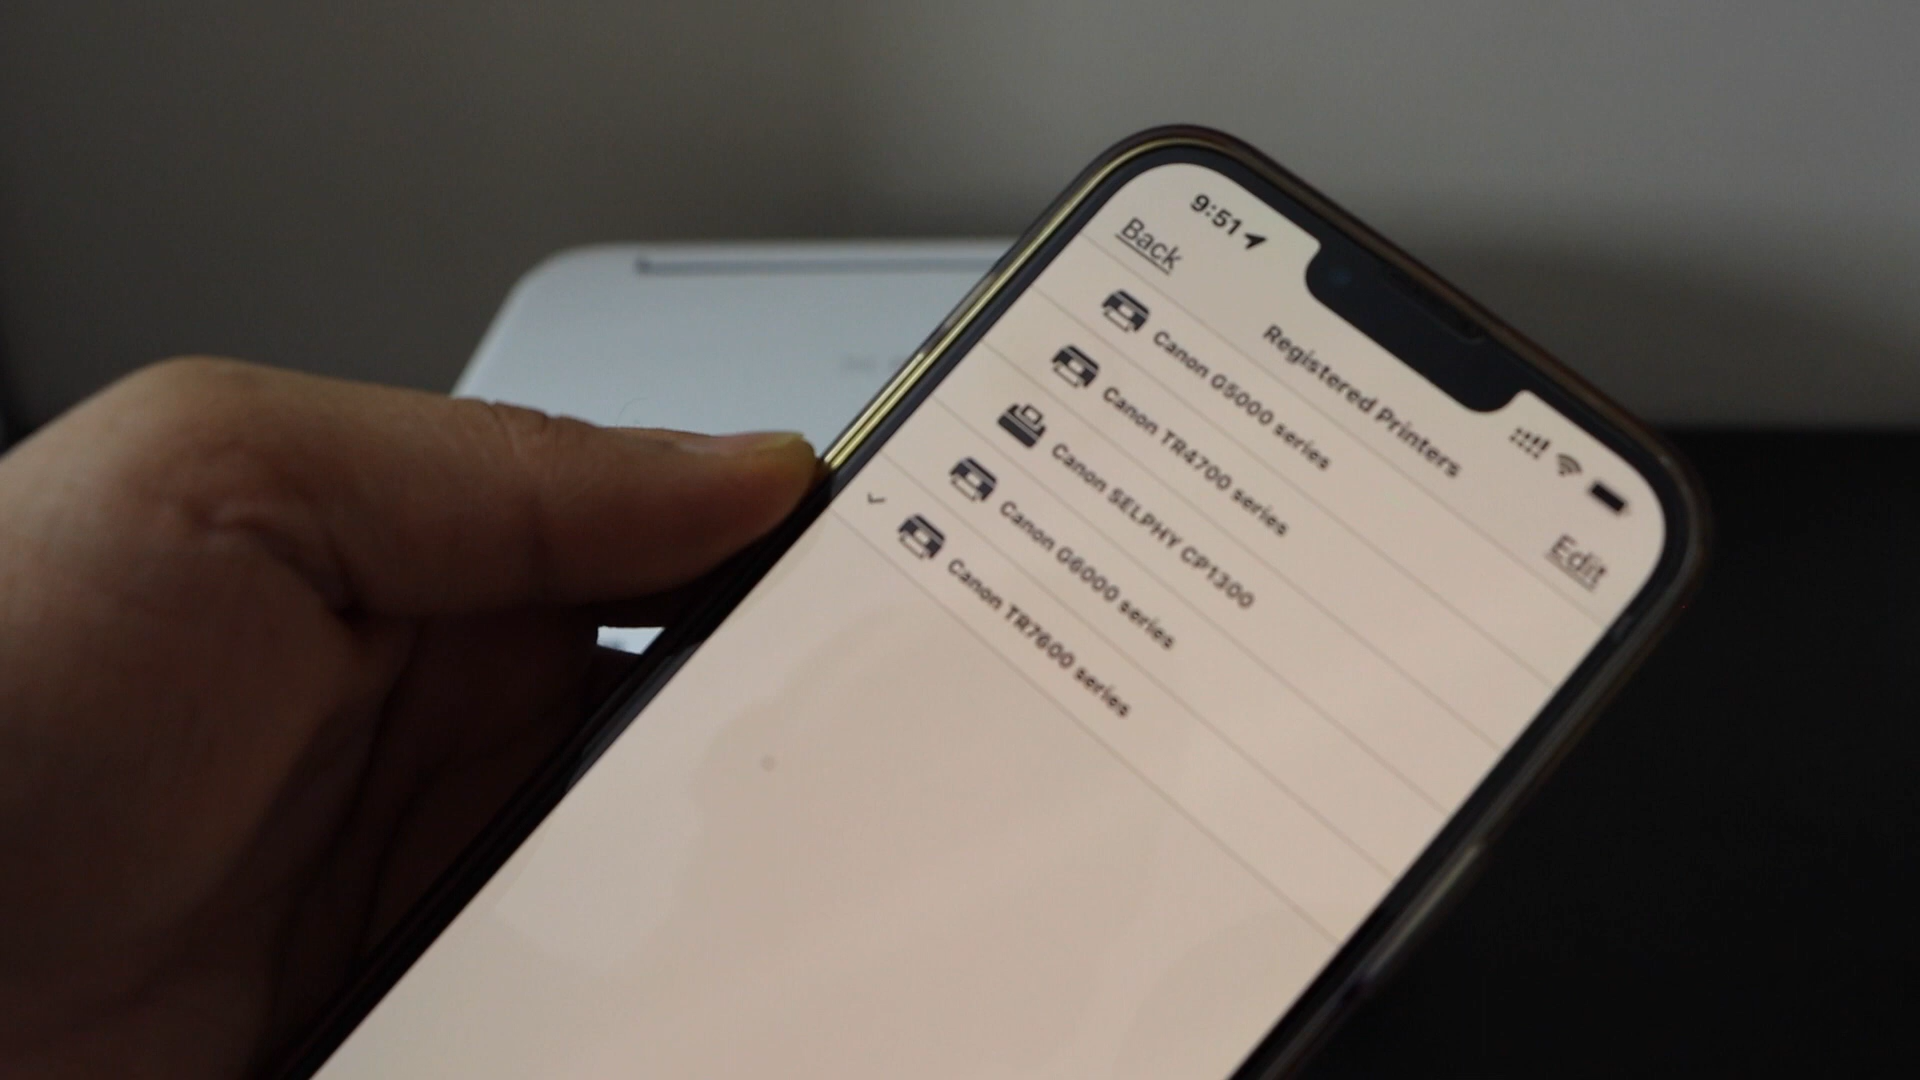 9:51
Back
Registered Printers
Edit
Canon G5000 series
Canon TR4700 series
Canon SELPHY CP1300
Canon G6000 series
Canon TR7600 series